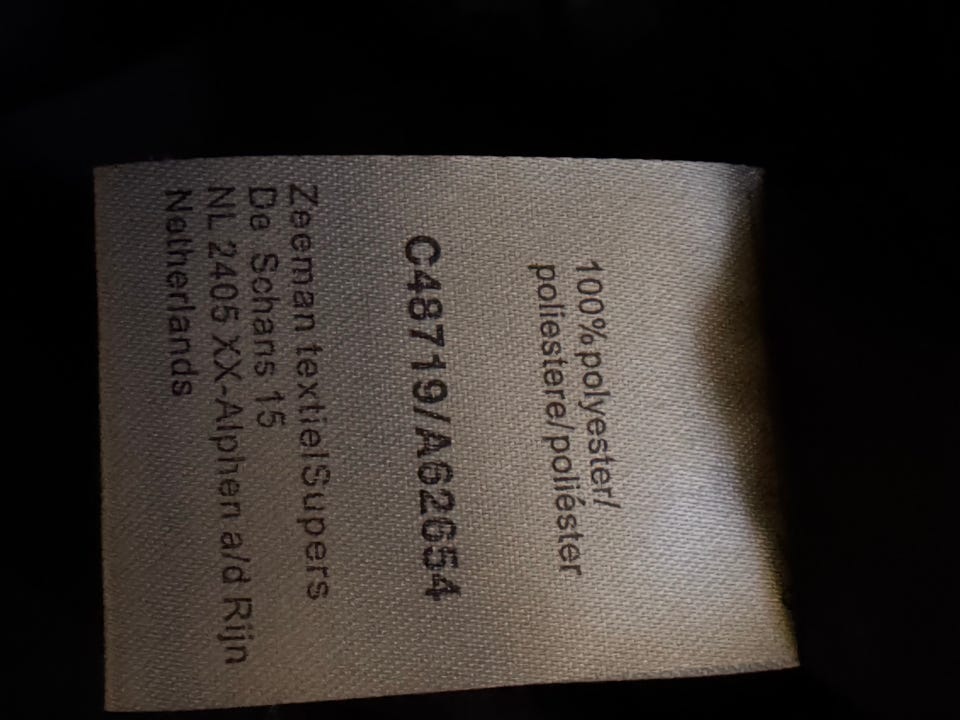 100%polyester/
poliestere/poliéster
C48719/A62654
Zeeman textielSupers
De Schans 15
NL 2405 XX-Alphen a/d Rijn
Netherlands